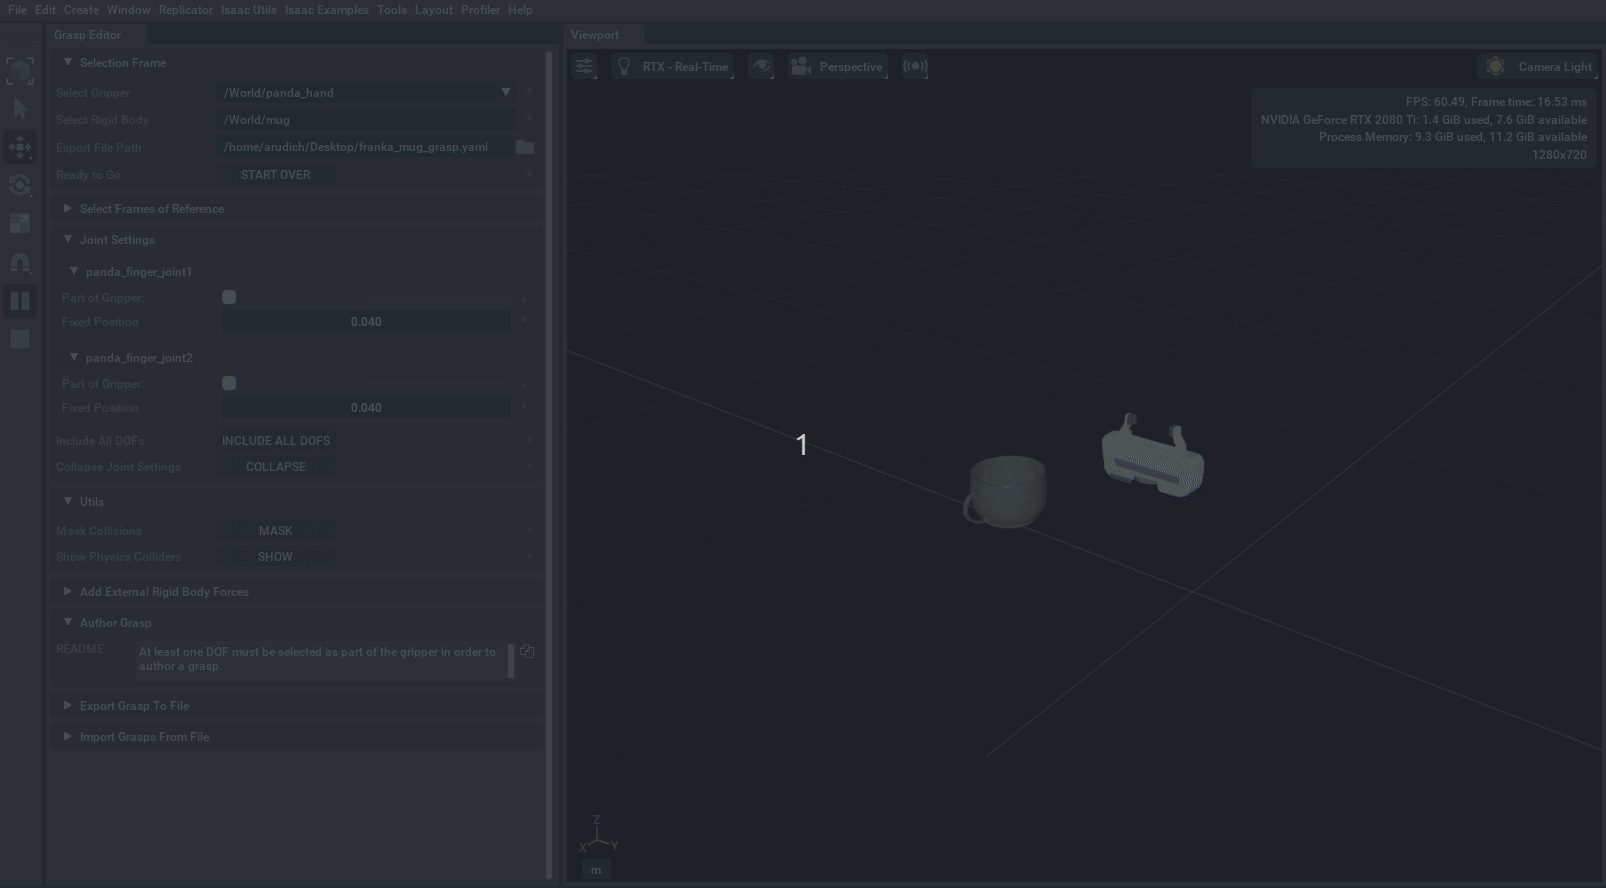 File Edit Create Window Replicator Isaac Utils Isaac Examples Tools Layout Profiler Help
Grasp Editor
Selection Frame
Select Gripper /World/panda_hand
Select Rigid Body /World/mug
Export File Path /home/arudich/Desktop/franka_mug_grasp.yaml
Ready to Go START OVER
Select Frames of Reference
Joint Settings
panda_finger_joint1
Part of Gripper:
Fixed Position 0.040
panda_finger_joint2
Part of Gripper:
Fixed Position 0.040
Include All DOFs INCLUDE ALL DOFS
Collapse Joint Settings COLLAPSE
Utils
Mask Collisions MASK
Show Physics Colliders SHOW
Add External Rigid Body Forces
Author Grasp
README At least one DOF must be selected as part of the gripper in order to
author a grasp.
Export Grasp To File
Import Grasps From File
Viewport
RTX - Real-Time Perspective Camera Light
FPS: 60.49, Frame time: 16.53 ms
NVIDIA GeForce RTX 2080 Ti: 1.4 GiB used, 7.6 GiB available
Process Memory: 9.3 GiB used, 11.2 GiB available
1280x720
1
Z
X Y
m